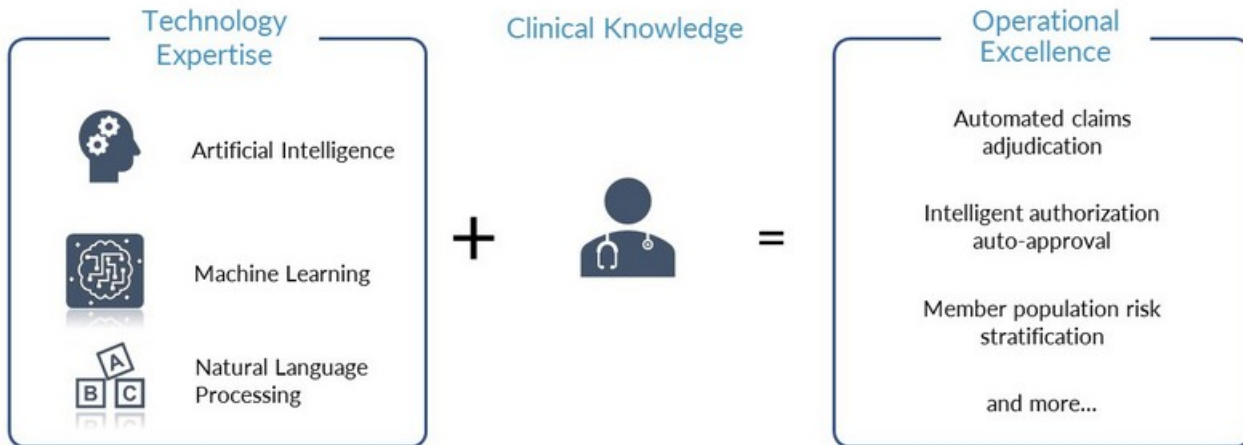 Technology
Expertise
Artificial Intelligence
Machine Learning
A
B C
Natural Language
Processing
+
Clinical Knowledge
=
Operational
Excellence
Automated claims
adjudication
Intelligent authorization
auto-approval
Member population risk
stratification
and more...